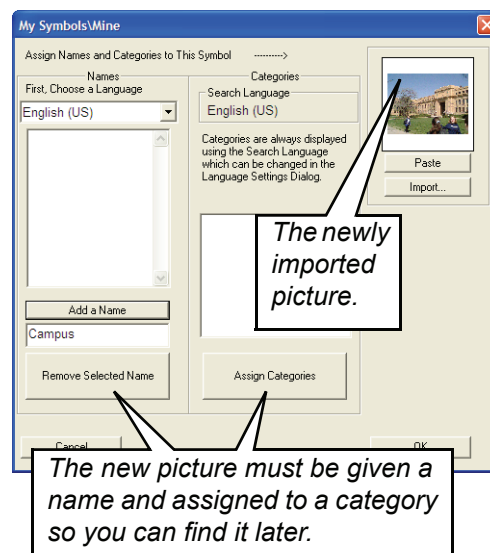 My Symbols\Mine
Assign Names and Categories to This Symbol ---------->
Names
First, Choose a Language
English (US)
Add a Name
Campus
Remove Selected Name
Categories
Search Language
English (US)
Categories are always displayed
using the Search Language
which can be changed in the
Language Settings Dialog.
Assign Categories
Paste
Import...
The newly
imported
picture.
Cancel
OK
The new picture must be given a
name and assigned to a category
so you can find it later.